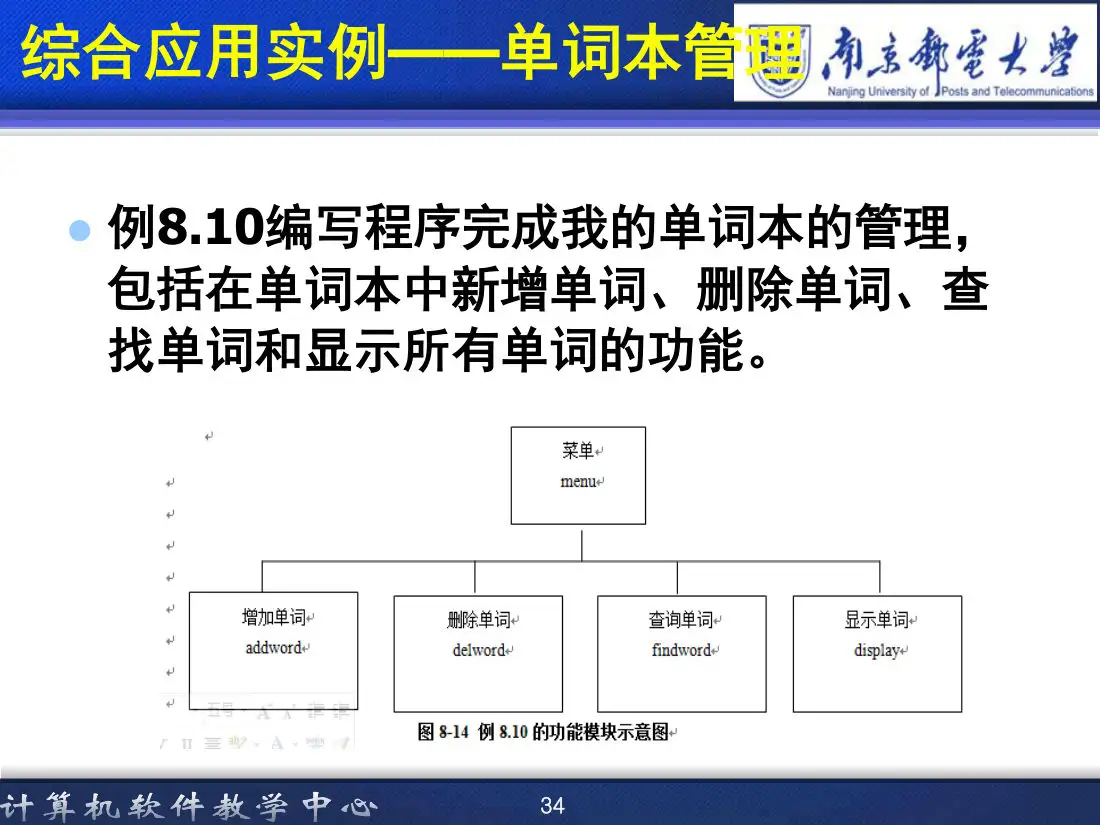 综合应用实例——单词本管理
南京邮电大学
Nanjing University of Posts and Telecommunications
例8.10编写程序完成我的单词本的管理，
包括在单词本中新增单词、删除单词、查
找单词和显示所有单词的功能。
菜单
menu
增加单词
addword
删除单词
delword
查询单词
findword
显示单词
display
五号
图 8-14 例 8.10 的功能模块示意图
计算机软件教学中心
34